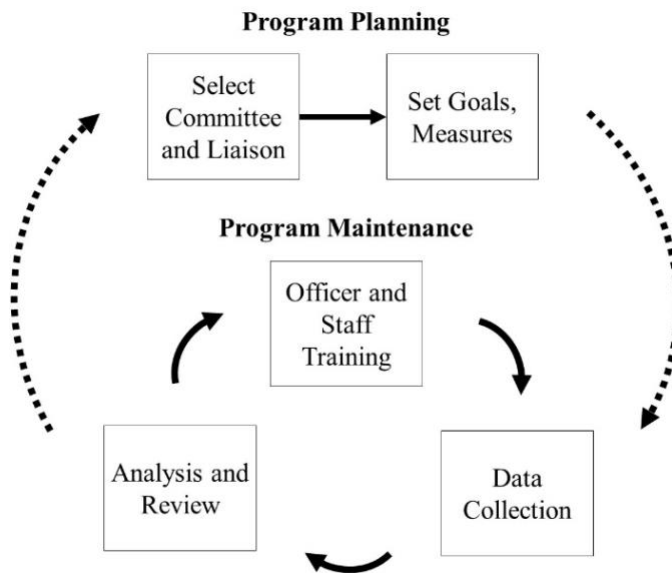 Program Planning
Select
Committee
and Liaison
Set Goals,
Measures
Program Maintenance
Officer and
Staff
Training
Analysis and
Review
Data
Collection